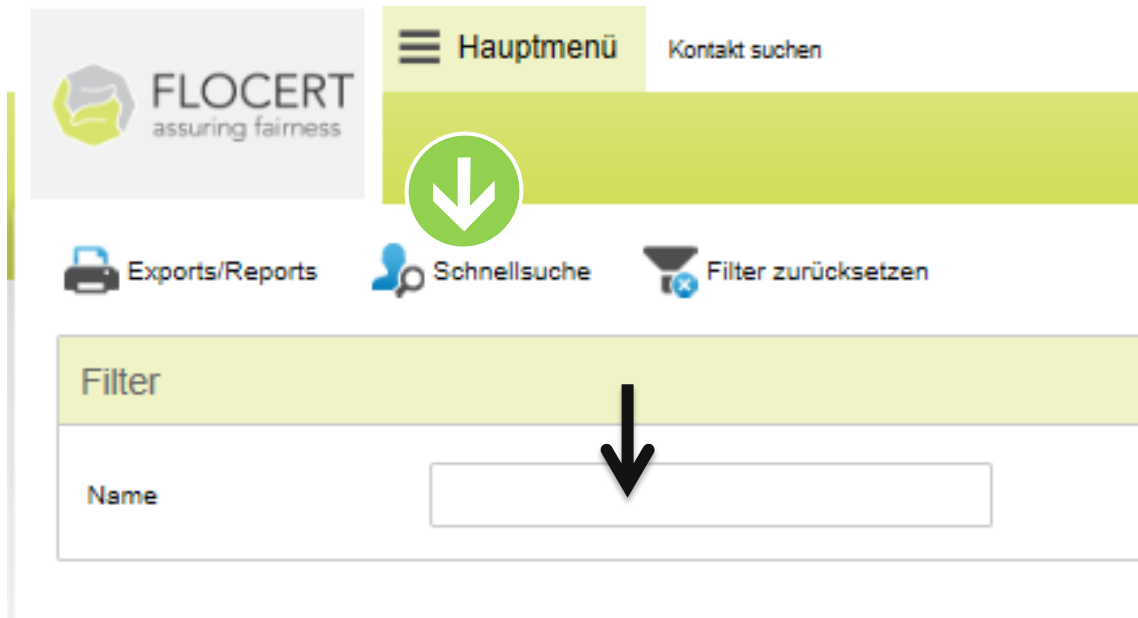 Hauptmenü
Kontakt suchen
FLOCERT
assuring fairness
Exports/Reports
Schnellsuche
Filter zurücksetzen
Filter
Name